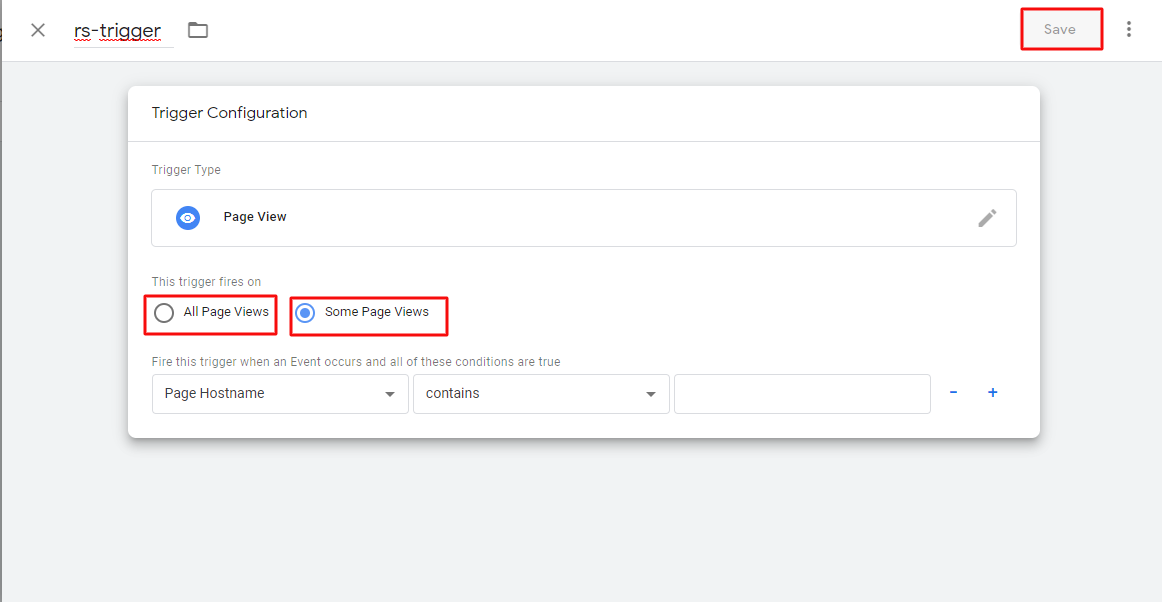 rs-trigger
Save
Trigger Configuration
Trigger Type
Page View
This trigger fires on
All Page Views
Some Page Views
Fire this trigger when an Event occurs and all of these conditions are true
Page Hostname
contains
- +